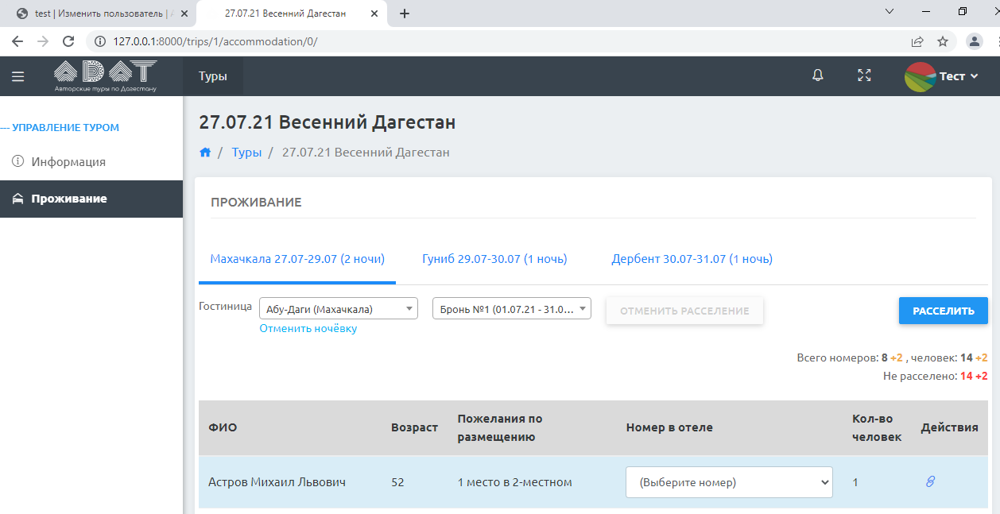 test | Изменить пользователь |
27.07.21 Весенний Дагестан
127.0.0.1:8000/trips/1/accommodation/0/
АДАТ
Авторские туры по Дагестану
Туры
Тест
УПРАВЛЕНИЕ ТУРОМ
Информация
Проживание
27.07.21 Весенний Дагестан
/ Туры / 27.07.21 Весенний Дагестан
ПРОЖИВАНИЕ
Махачкала 27.07-29.07 (2 ночи) Гуниб 29.07-30.07 (1 ночь) Дербент 30.07-31.07 (1 ночь)
Гостиница Абу-Даги (Махачкала) Бронь №1 (01.07.21 - 31.0... ОТМЕНИТЬ РАССЕЛЕНИЕ РАССЕЛИТЬ
Отменить ночёвку
Всего номеров: 8 +2 , человек: 14 +2
Не расселено: 14 +2
ФИО Возраст Пожелания по размещению Номер в отеле Кол-во человек Действия
Астров Михаил Львович 52 1 место в 2-местном (Выберите номер) 1